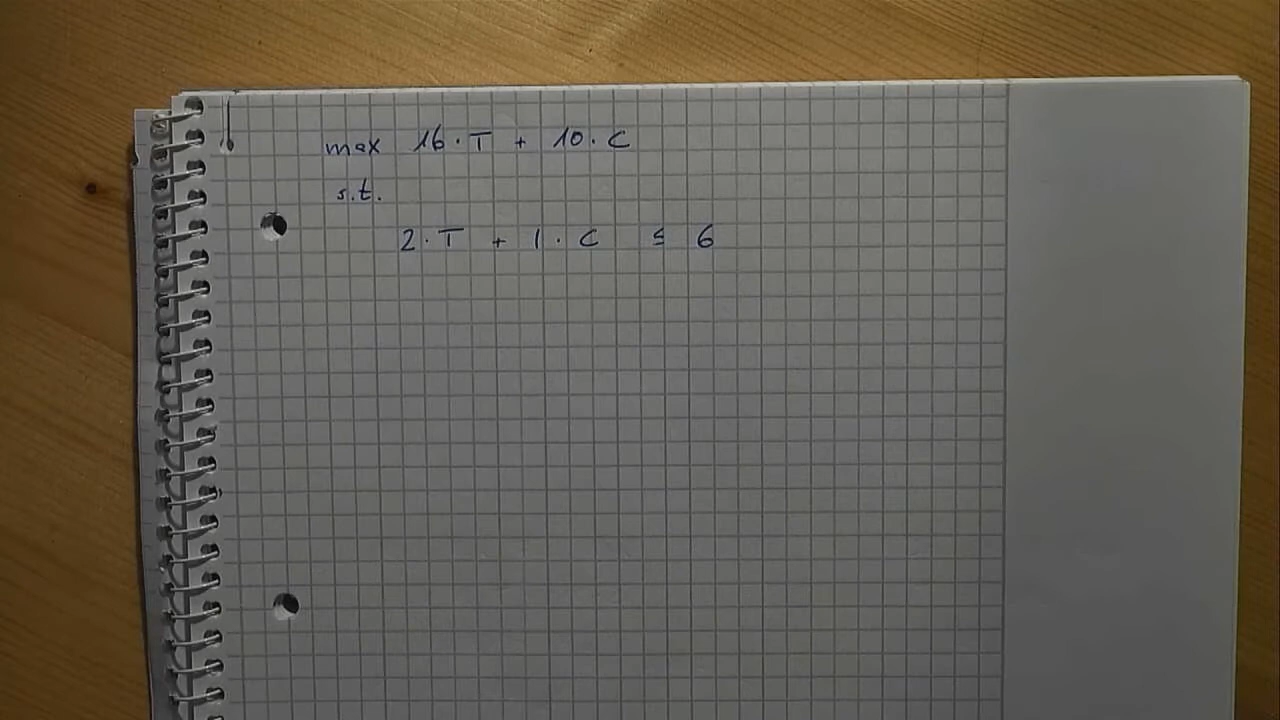 max 16·T + 10·C
s.t.
2·T + 1·C ≤ 6